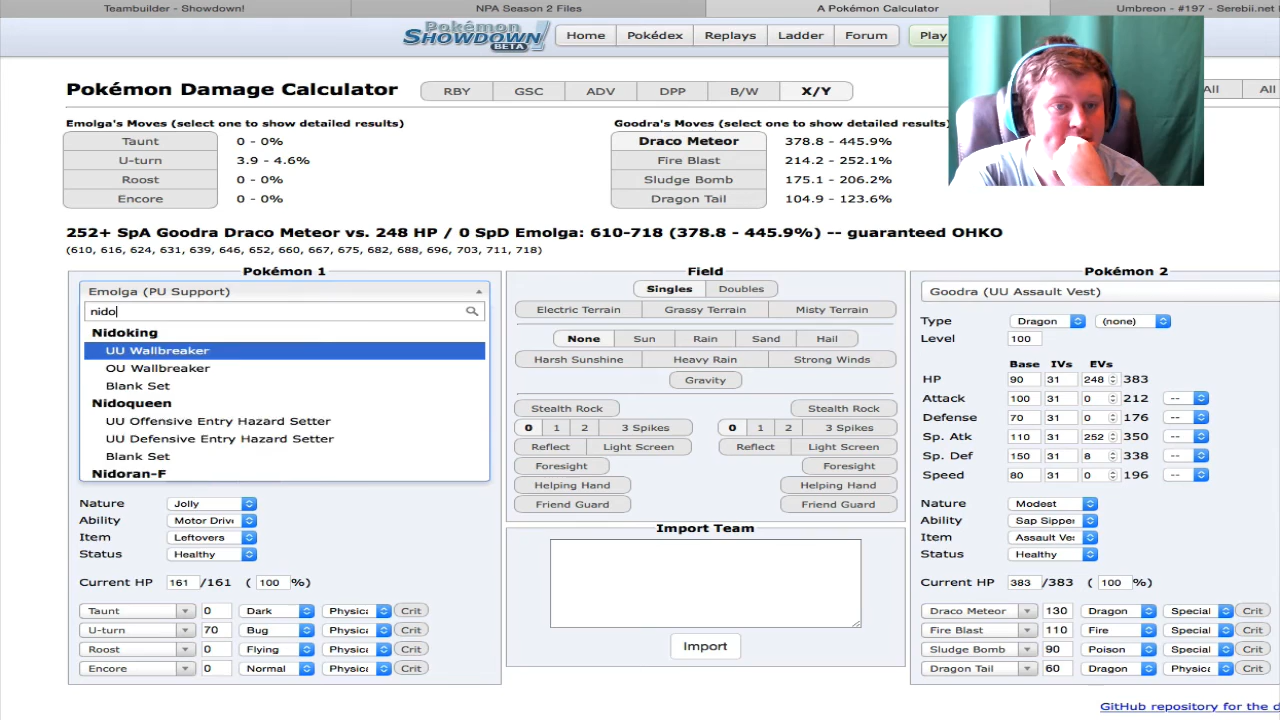 Teambuilder - Showdown! NPA Season 2 Files A Pokémon Calculator Umbreon - #197 - Serebii.net
Pokémon SHOWDOWN BETA Home Pokédex Replays Ladder Forum Play
Pokémon Damage Calculator RBY GSC ADV DPP B/W X/Y All All
Emolga's Moves (select one to show detailed results) Goodra's Moves (select one to show detailed results)
Taunt 0 - 0% Draco Meteor 378.8 - 445.9%
U-turn 3.9 - 4.6% Fire Blast 214.2 - 252.1%
Roost 0 - 0% Sludge Bomb 175.1 - 206.2%
Encore 0 - 0% Dragon Tail 104.9 - 123.6%
252+ SpA Goodra Draco Meteor vs. 248 HP / 0 SpD Emolga: 610-718 (378.8 - 445.9%) -- guaranteed OHKO
(610, 616, 624, 631, 639, 646, 652, 660, 667, 675, 682, 688, 696, 703, 711, 718)
Pokémon 1
Emolga (PU Support)
nido
Nidoking
UU Wallbreaker
OU Wallbreaker
Blank Set
Nidoqueen
UU Offensive Entry Hazard Setter
UU Defensive Entry Hazard Setter
Blank Set
Nidoran-F
Nature Jolly
Ability Motor Drive
Item Leftovers
Status Healthy
Current HP 161 /161 ( 100 %)
Taunt 0 Dark Physica Crit
U-turn 70 Bug Physica Crit
Roost 0 Flying Physica Crit
Encore 0 Normal Physica Crit
Field
Singles Doubles
Electric Terrain Grassy Terrain Misty Terrain
None Sun Rain Sand Hail
Harsh Sunshine Heavy Rain Strong Winds
Gravity
Stealth Rock Stealth Rock
0 1 2 3 Spikes 0 1 2 3 Spikes
Reflect Light Screen Reflect Light Screen
Foresight Foresight
Helping Hand Helping Hand
Friend Guard Friend Guard
Import Team
Import
Pokémon 2
Goodra (UU Assault Vest)
Type Dragon (none)
Level 100
Base IVs EVs
HP 90 31 248 383
Attack 100 31 0 212 --
Defense 70 31 0 176 --
Sp. Atk 110 31 252 350 --
Sp. Def 150 31 8 338 --
Speed 80 31 0 196 --
Nature Modest
Ability Sap Sipper
Item Assault Ves
Status Healthy
Current HP 383 /383 ( 100 %)
Draco Meteor 130 Dragon Special Crit
Fire Blast 110 Fire Special Crit
Sludge Bomb 90 Poison Special Crit
Dragon Tail 60 Dragon Physica Crit
GitHub repository for the d